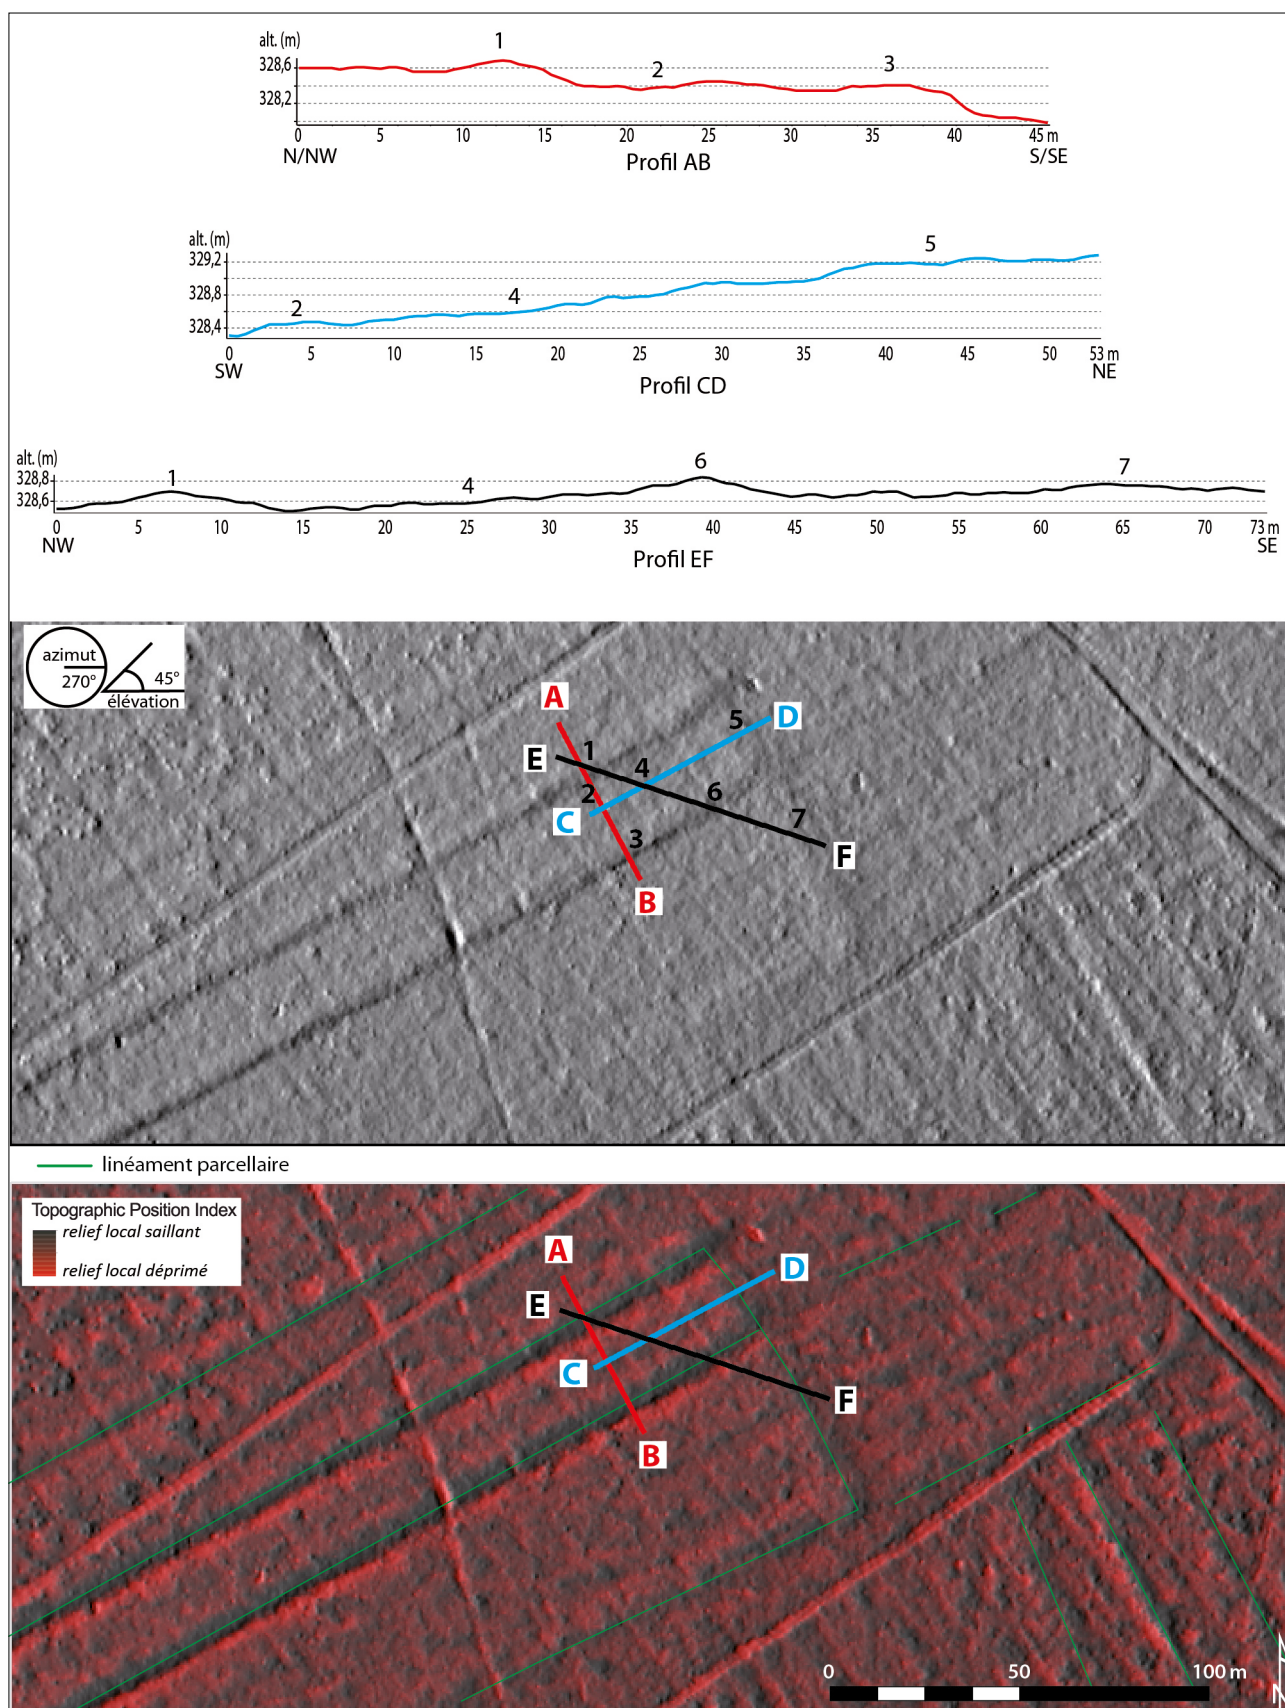 alt. (m)
1
328,6
2
3
328,2
0 5 10 15 20 25 30 35 40 45 m
N/NW S/SE
Profil AB
alt. (m)
5
329,2
328,8
2 4
328,4
0 5 10 15 20 25 30 35 40 45 50 53 m
SW NE
Profil CD
alt. (m)
328,8
1 4 6 7
328,6
0 5 10 15 20 25 30 35 40 45 50 55 60 65 70 73 m
NW SE
Profil EF
azimut
270°
45°
élévation
A
5 D
E 1
4
2 6
C 7
3
F
B
linéament parcellaire
Topographic Position Index
relief local saillant
relief local déprimé
A
D
E
C
F
B
0 50 100 m